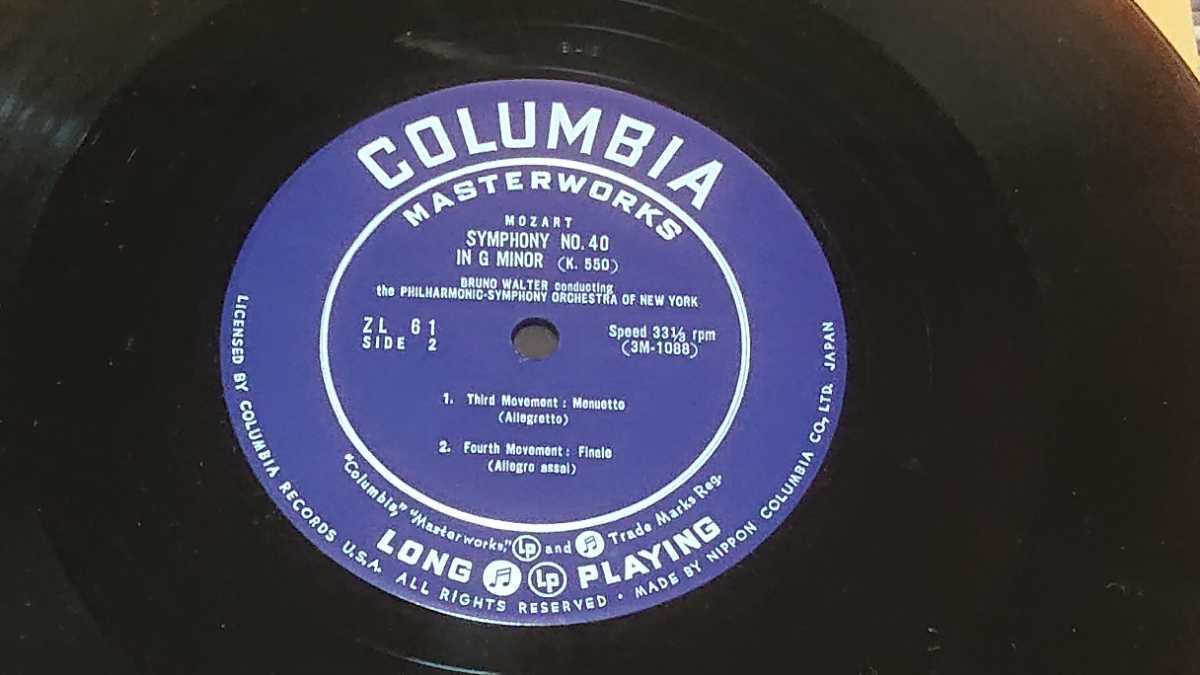 COLUMBIA
MASTERWORKS
MOZART
SYMPHONY NO. 40
IN G MINOR (K. 550)
BRUNO WALTER conducting
the PHILHARMONIC-SYMPHONY ORCHESTRA OF NEW YORK
ZL 61
SIDE 2
Speed 33⅓ rpm
(3M-1088)
1. Third Movement : Menuetto
(Allegretto)
2. Fourth Movement : Finale
(Allegro assai)
"Columbia," "Masterworks," Lp and Trade Marks Reg.
LONG Lp PLAYING
LICENSED BY COLUMBIA RECORDS U.S.A. ALL RIGHTS RESERVED • MADE BY NIPPON COLUMBIA CO., LTD. JAPAN